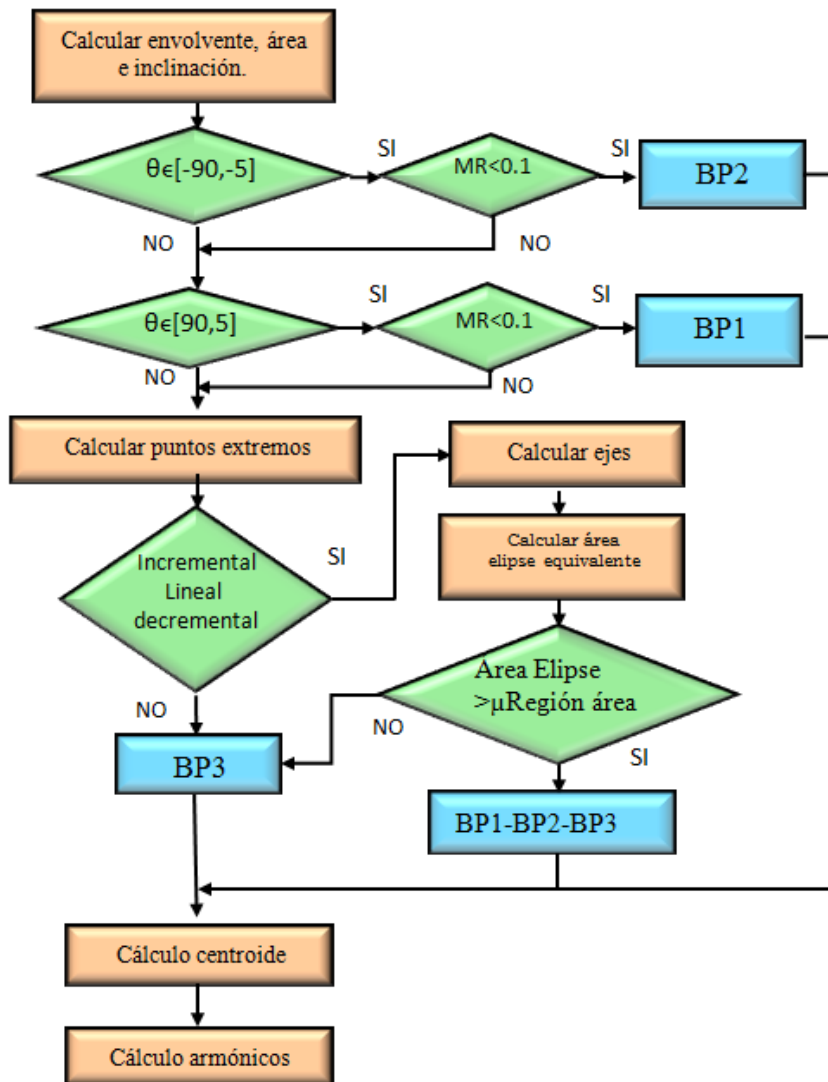 Calcular envolvente, área
e inclinación.
θϵ[-90,-5]
SI
MR<0.1
SI
BP2
NO
NO
θϵ[90,5]
SI
MR<0.1
SI
BP1
NO
NO
Calcular puntos extremos
Calcular ejes
Incremental
Lineal
decremental
SI
Calcular área
elipse equivalente
Área Elipse
>μRegión área
NO
NO
SI
BP3
BP1-BP2-BP3
Cálculo centroide
Cálculo armónicos